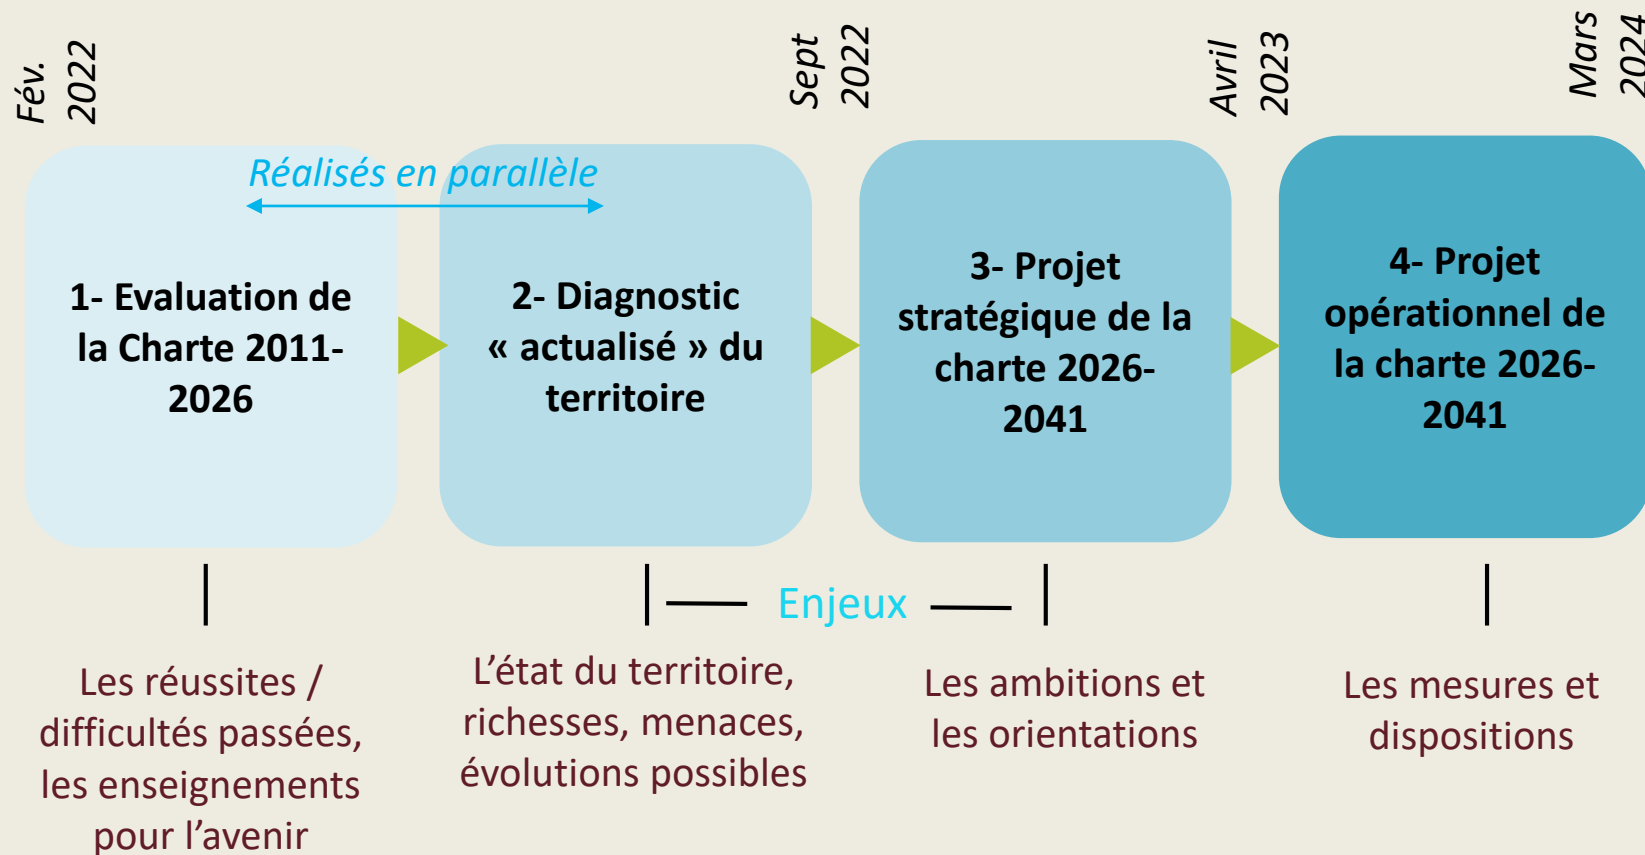 Fév.
2022
Sept
2022
Avril
2023
Mars
2024
Réalisés en parallèle
1- Evaluation de
la Charte 2011-
2026
2- Diagnostic
« actualisé » du
territoire
3- Projet
stratégique de la
charte 2026-
2041
4- Projet
opérationnel de
la charte 2026-
2041
Enjeux
Les réussites /
difficultés passées,
les enseignements
pour l’avenir
L’état du territoire,
richesses, menaces,
évolutions possibles
Les ambitions et
les orientations
Les mesures et
dispositions